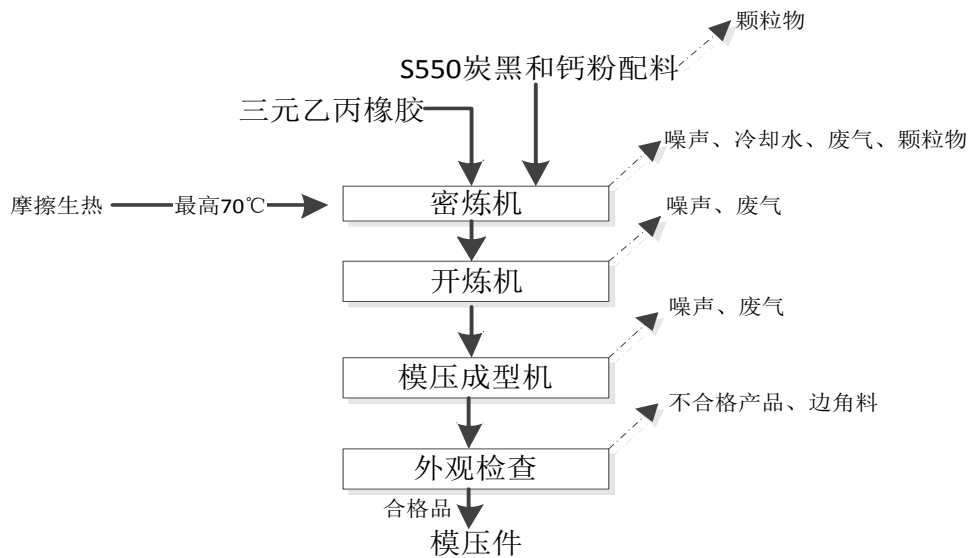 颗粒物
S550炭黑和钙粉配料
三元乙丙橡胶
噪声、冷却水、废气、颗粒物
摩擦生热
最高70℃
密炼机
噪声、废气
开炼机
噪声、废气
模压成型机
不合格产品、边角料
外观检查
合格品
模压件